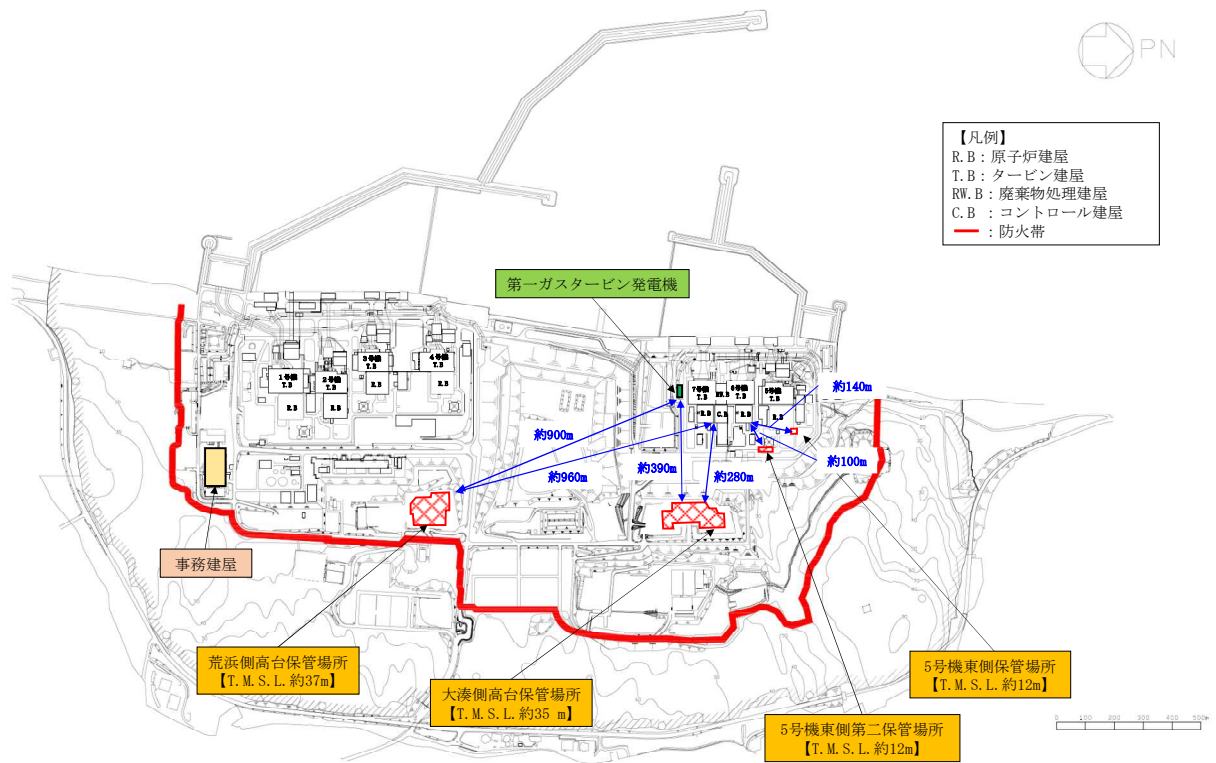 PN
【凡例】
R.B：原子炉建屋
T.B：タービン建屋
RW.B：廃棄物処理建屋
C.B ：コントロール建屋
：防火帯
第一ガスタービン発電機
1号機
T.B
R.B
2号機
T.B
R.B
3号機
T.B
R.B
4号機
T.B
R.B
7号機
T.B
R.B
RW.B
C.B
6号機
T.B
R.B
5号機
T.B
R.B
約140m
約900m
約960m
約390m
約280m
約100m
事務建屋
荒浜側高台保管場所
【T.M.S.L.約37m】
大湊側高台保管場所
【T.M.S.L.約35 m】
5号機東側保管場所
【T.M.S.L.約12m】
5号機東側第二保管場所
【T.M.S.L.約12m】
0 100 200 300 400 500m